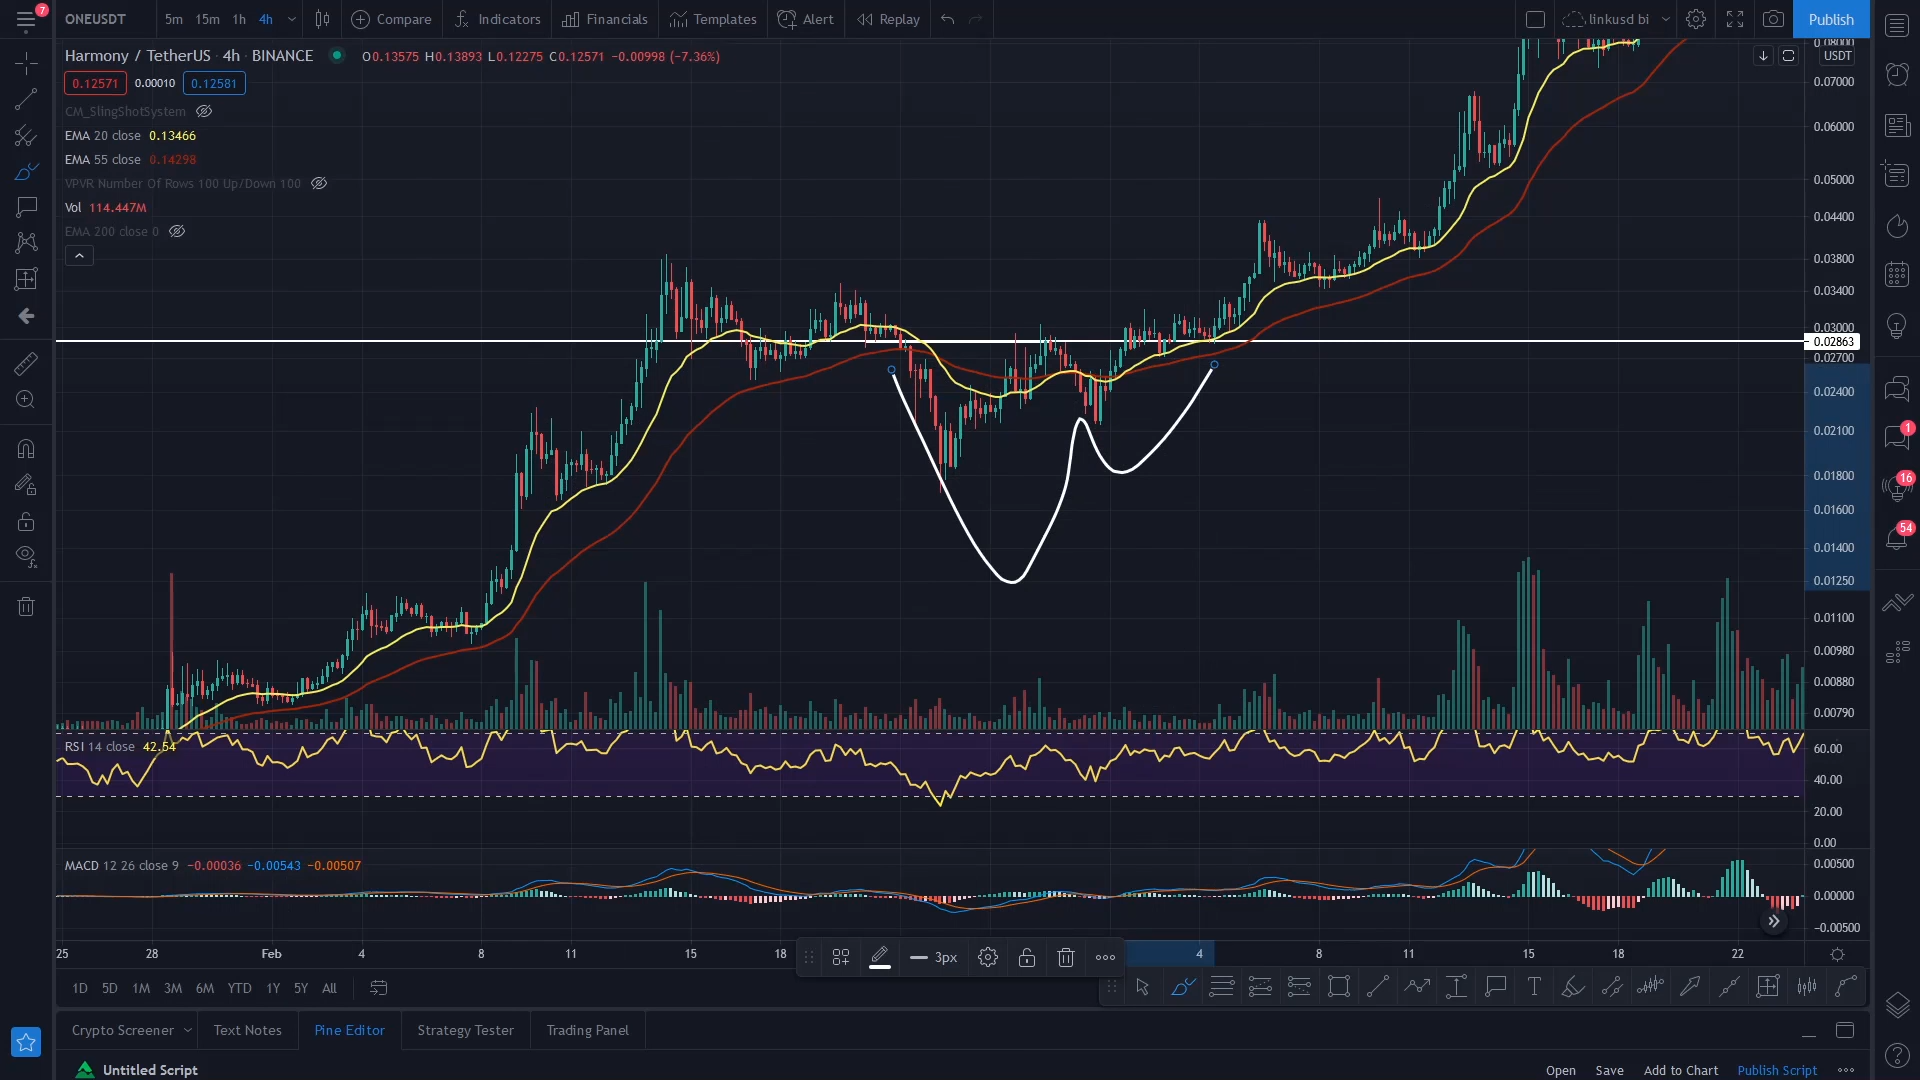 7
ONEUSDT
5m 15m 1h 4h
Compare
Indicators
Financials
Templates
Alert
Replay
linkusd bi
Publish
Harmony / TetherUS · 4h · BINANCE
O0.13575 H0.13893 L0.12275 C0.12571 −0.00998 (−7.36%)
USDT
0.12571 0.00010 0.12581
CM_SlingShotSystem
EMA 20 close 0.13466
EMA 55 close 0.14298
VPVR Number Of Rows 100 Up/Down 100
Vol 114.447M
EMA 200 close 0
0.08000
0.07000
0.06000
0.05000
0.04400
0.03800
0.03400
0.03000
0.02863
0.02700
0.02400
0.02100
0.01800
0.01600
0.01400
0.01250
0.01100
0.00980
0.00880
0.00790
1
16
54
RSI 14 close 42.54
60.00
40.00
20.00
0.00
MACD 12 26 close 9 −0.00036 −0.00543 −0.00507
0.00500
0.00000
−0.00500
25 28 Feb 4 8 11 15 18 4 8 11 15 18 22
3px
1D 5D 1M 3M 6M YTD 1Y 5Y All
Crypto Screener
Text Notes
Pine Editor
Strategy Tester
Trading Panel
Untitled Script
Open Save Add to Chart Publish Script